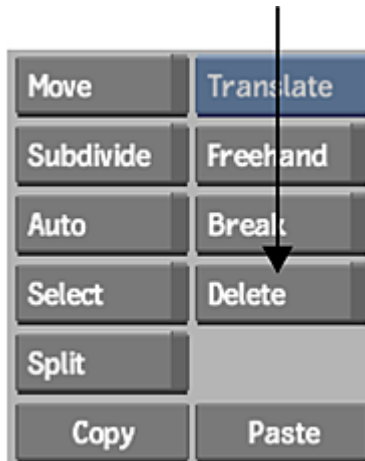 Move Translate
Subdivide Freehand
Auto Break
Select Delete
Split
Copy Paste